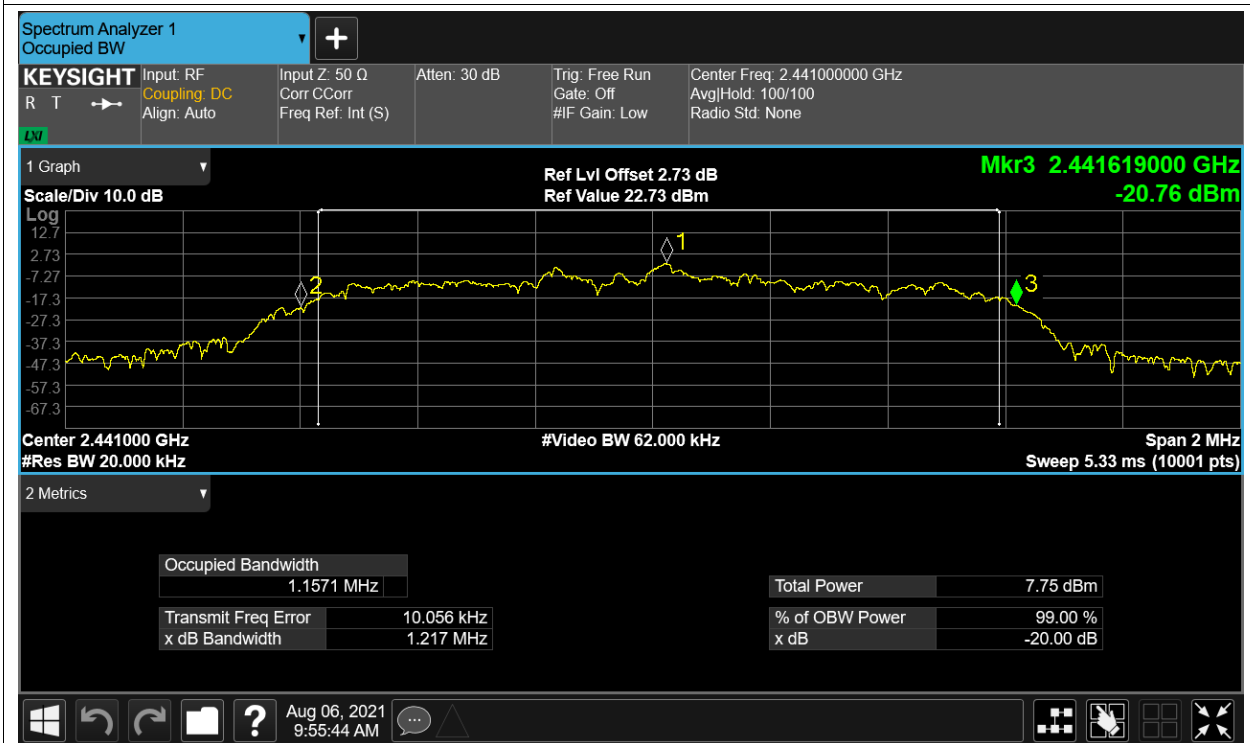 Spectrum Analyzer 1
Occupied BW
KEYSIGHT
R T
LXI
Input: RF
Coupling: DC
Align: Auto
Input Z: 50 Ω
Corr CCorr
Freq Ref: Int (S)
Atten: 30 dB
Trig: Free Run
Gate: Off
#IF Gain: Low
Center Freq: 2.441000000 GHz
Avg|Hold: 100/100
Radio Std: None
1 Graph
Scale/Div 10.0 dB
Ref Lvl Offset 2.73 dB
Ref Value 22.73 dBm
Mkr3 2.441619000 GHz
-20.76 dBm
Log
12.7
2.73
-7.27
-17.3
-27.3
-37.3
-47.3
-57.3
-67.3
1
2
3
Center 2.441000 GHz
#Res BW 20.000 kHz
#Video BW 62.000 kHz
Span 2 MHz
Sweep 5.33 ms (10001 pts)
2 Metrics
Occupied Bandwidth
1.1571 MHz
Transmit Freq Error 10.056 kHz
x dB Bandwidth 1.217 MHz
Total Power 7.75 dBm
% of OBW Power 99.00 %
x dB -20.00 dB
?
Aug 06, 2021
9:55:44 AM